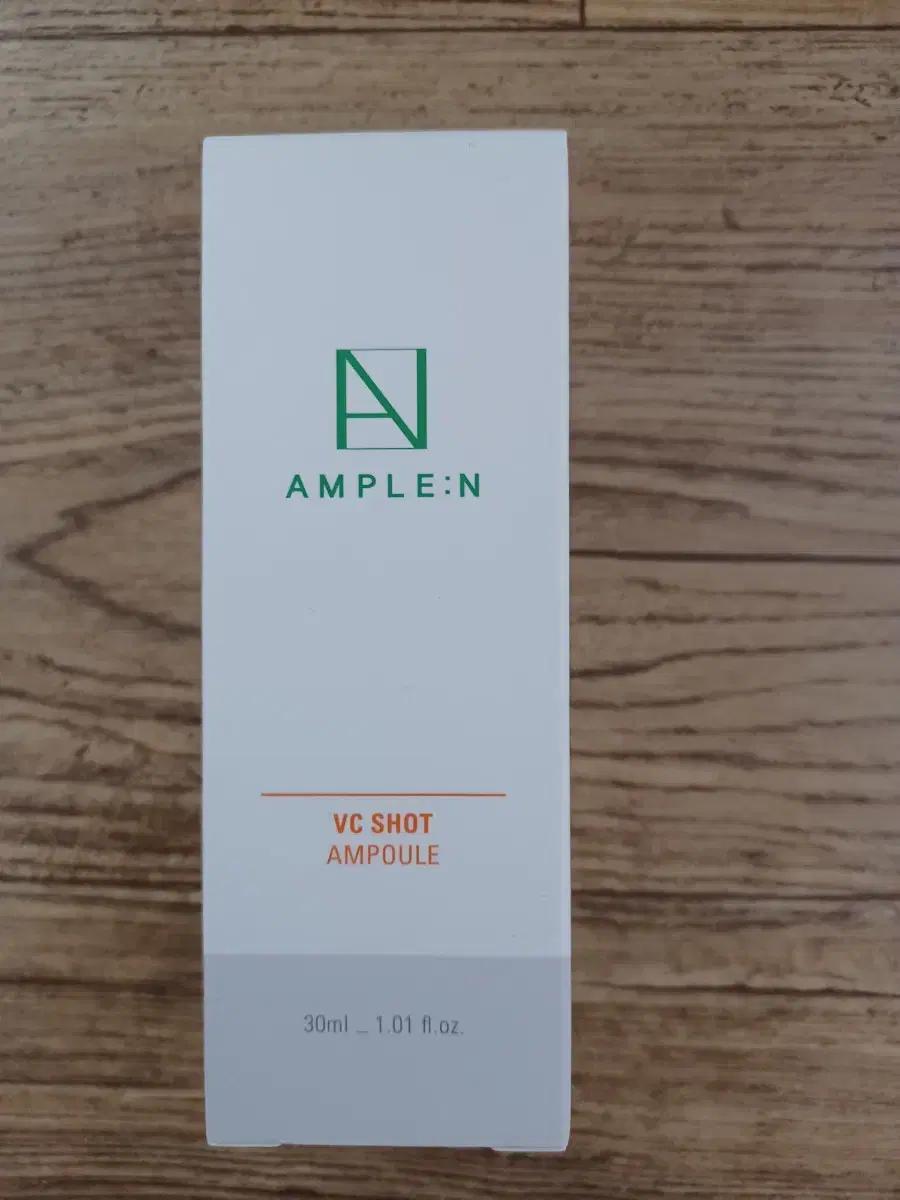 AMPLE:N
VC SHOT
AMPOULE
30ml _ 1.01 fl.oz.